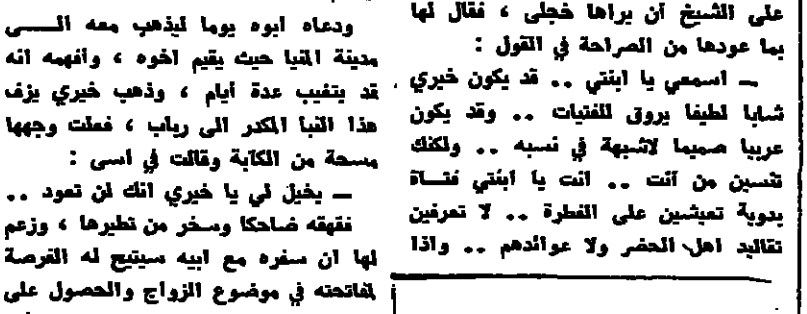 على الشيخ أن يراها خجلى ، فقال لها
بما عودها من الصراحة في القول :
ــ اسمعي يا ابنتي .. قد يكون خيري
شابا لطيفا يروق للفتيات .. وقد يكون
عربيا صميما لاشبهة في نسبه .. ولكنك
تنسين من أنت .. انت يا ابنتي فتـــاة
بدوية تعيشين على الفطرة .. لا تعرفين
تقاليد اهل الحضر ولا عوائدهم .. واذا
ودعاه ابوه يوما ليذهب معه الـــــى
مدينة المنيا حيث يقيم اخوه ، وأفهمه انه
قد يتغيب عدة أيام ، وذهب خيري يزف
هذا النبأ المكدر الى رباب ، فعلت وجهها
مسحة من الكآبة وقالت في اسى :
ــ يخيل لي يا خيري انك لن تعود ..
فقهقه ضاحكا وسخر من تطيرها ، وزعم
لها ان سفره مع ابيه سيتيح له الفرصة
لمفاتحته في موضوع الزواج والحصول على